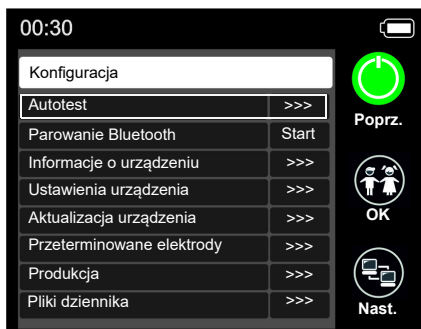 00:30
Konfiguracja
Autotest >>>
Poprz.
Parowanie Bluetooth Start
Informacje o urządzeniu >>>
Ustawienia urządzenia >>>
Aktualizacja urządzenia >>>
OK
Przeterminowane elektrody >>>
Produkcja >>>
Pliki dziennika >>>
Nast.